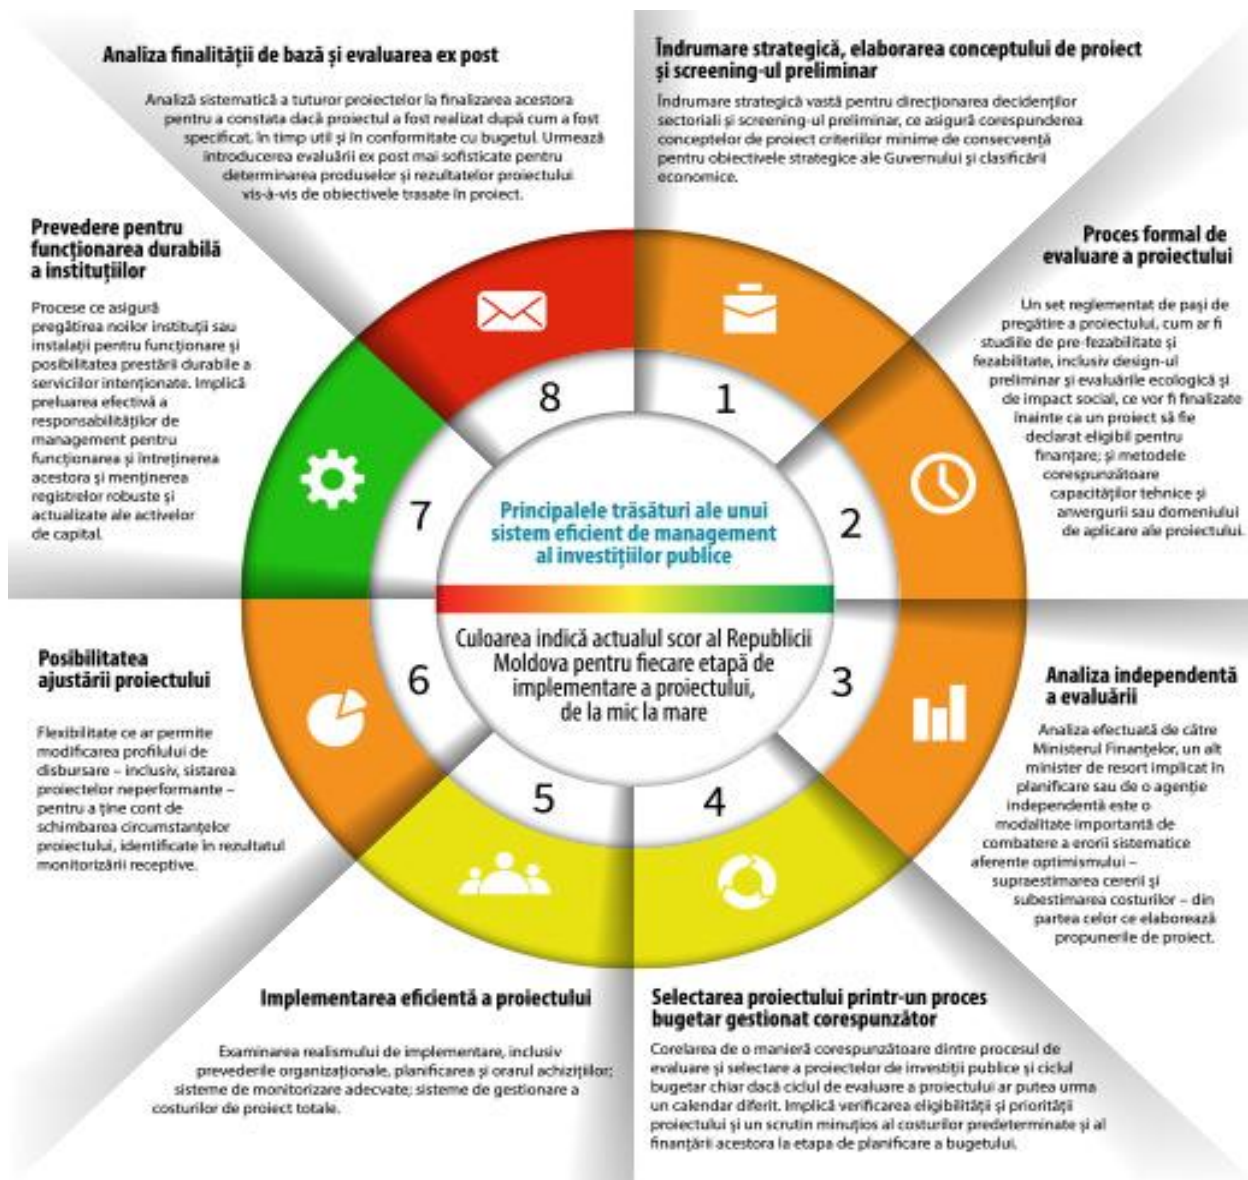 Analiza finalității de bază și evaluarea ex post
Analiză sistematică a tuturor proiectelor la finalizarea acestora
pentru a constata dacă proiectul a fost realizat după cum a fost
specificat, în timp util și în conformitate cu bugetul. Urmează
introducerea evaluării ex post mai sofisticate pentru
determinarea produselor și rezultatelor proiectului
vis-à-vis de obiectivele trasate în proiect.
Îndrumare strategică, elaborarea conceptului de proiect
și screening-ul preliminar
Îndrumare strategică vastă pentru direcționarea decidenților
sectoriali și screening-ul preliminar, ce asigură corespunderea
conceptelor de proiect criteriilor minime de consecvență
pentru obiectivele strategice ale Guvernului și clasificării
economice.
Proces formal de
evaluare a proiectului
Un set reglementat de pași de
pregătire a proiectului, cum ar fi
studiile de pre-fezabilitate și
fezabilitate, inclusiv design-ul
preliminar și evaluările ecologică și
de impact social, ce vor fi finalizate
înainte ca un proiect să fie
declarat eligibil pentru
finanțare; și metodele
corespunzătoare
capacităților tehnice și
anvergurii sau domeniului
de aplicare ale proiectului.
Analiza independentă
a evaluării
Analiza efectuată de către
Ministerul Finanțelor, un alt
minister de resort implicat în
planificare sau de o agenție
independentă este o
modalitate importantă de
combatere a erorii sistematice
aferente optimismului –
supraestimarea cererii și
subestimarea costurilor – din
partea celor ce elaborează
propunerile de proiect.
Selectarea proiectului printr-un proces
bugetar gestionat corespunzător
Corelarea de o manieră corespunzătoare dintre procesul de
evaluare și selectare a proiectelor de investiții publice și ciclul
bugetar chiar dacă ciclul de evaluare a proiectului ar putea urma
un calendar diferit. Implică verificarea eligibilității și priorității
proiectului și un scrutin minuțios al costurilor predeterminate și al
finanțării acestora la etapa de planificare a bugetului.
Implementarea eficientă a proiectului
Examinarea realismului de implementare, inclusiv
prevederile organizaționale, planificarea și orarul achizițiilor;
sisteme de monitorizare adecvate; sisteme de gestionare a
costurilor de proiect totale.
Posibilitatea
ajustării proiectului
Flexibilitate ce ar permite
modificarea profilului de
disbursare – inclusiv, sistarea
proiectelor neperformante –
pentru a ține cont de
schimbarea circumstanțelor
proiectului, identificate în rezultatul
monitorizării receptive.
Prevedere pentru
funcționarea durabilă
a instituțiilor
Procese ce asigură
pregătirea noilor instituții sau
instalații pentru funcționare și
posibilitatea prestării durabile a
serviciilor intenționate. Implică
preluarea efectivă a
responsabilităților de
management pentru
funcționarea și întreținerea
acestora și menținerea
registrelor robuste și
actualizate ale activelor
de capital.
1
2
3
4
5
6
7
8
Principalele trăsături ale unui
sistem eficient de management
al investițiilor publice
Culoarea indică actualul scor al Republicii
Moldova pentru fiecare etapă de
implementare a proiectului,
de la mic la mare